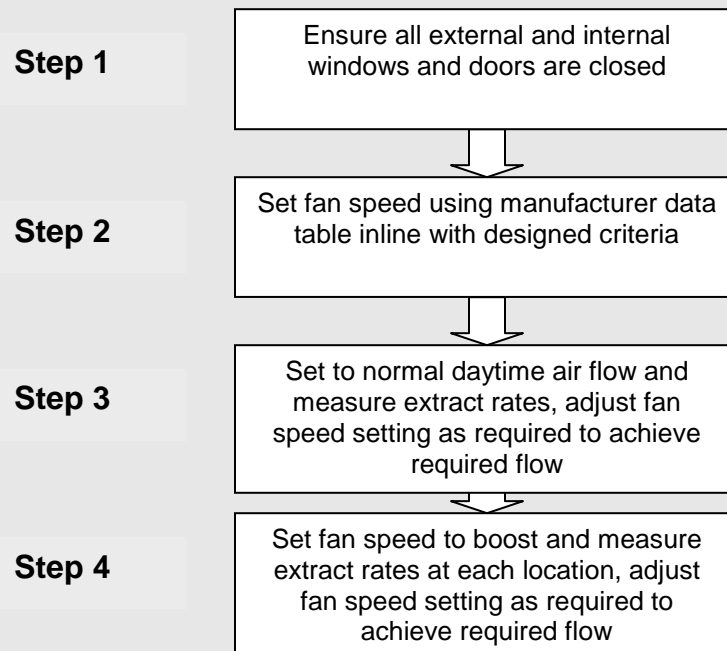 Step 1
Ensure all external and internal
windows and doors are closed
Step 2
Set fan speed using manufacturer data
table inline with designed criteria
Step 3
Set to normal daytime air flow and
measure extract rates, adjust fan
speed setting as required to achieve
required flow
Step 4
Set fan speed to boost and measure
extract rates at each location, adjust
fan speed setting as required to
achieve required flow